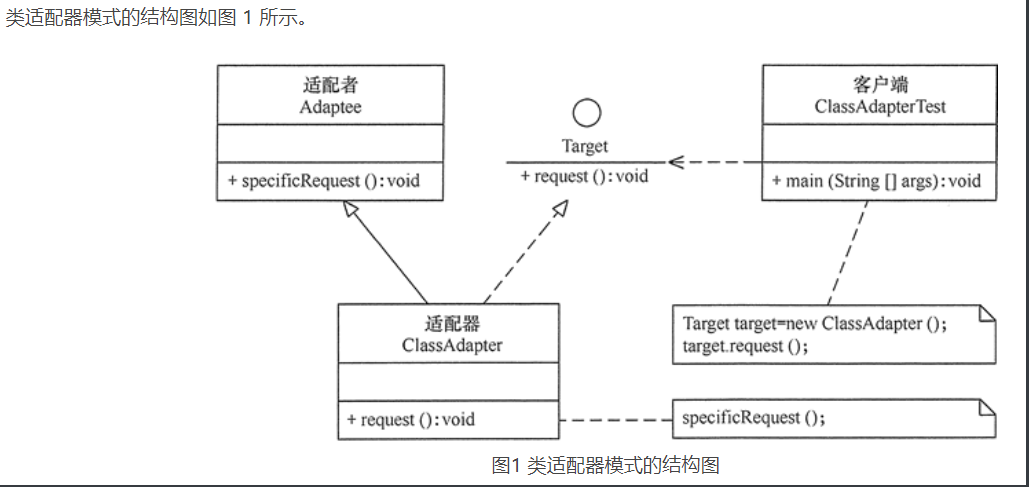 类适配器模式的结构图如图 1 所示。
适配者
Adaptee
+ specificRequest ():void
Target
+ request ():void
客户端
ClassAdapterTest
+ main (String [] args):void
适配器
ClassAdapter
+ request ():void
Target target=new ClassAdapter ();
target.request ();
specificRequest ();
图1 类适配器模式的结构图